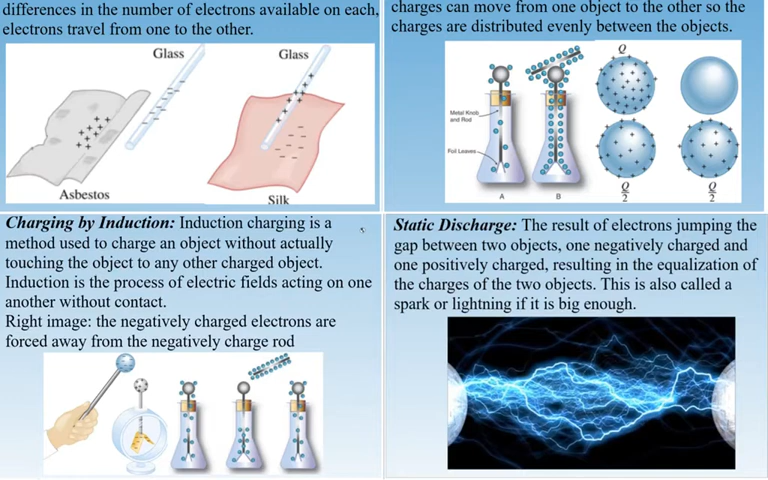 differences in the number of electrons available on each,
electrons travel from one to the other.
Glass
Glass
Asbestos
Silk
charges can move from one object to the other so the
charges are distributed evenly between the objects.
Q
Metal Knob
and Rod
Foil Leaves
A
B
Q
2
Q
2
Charging by Induction: Induction charging is a
method used to charge an object without actually
touching the object to any other charged object.
Induction is the process of electric fields acting on one
another without contact.
Right image: the negatively charged electrons are
forced away from the negatively charge rod
Static Discharge: The result of electrons jumping the
gap between two objects, one negatively charged and
one positively charged, resulting in the equalization of
the charges of the two objects. This is also called a
spark or lightning if it is big enough.